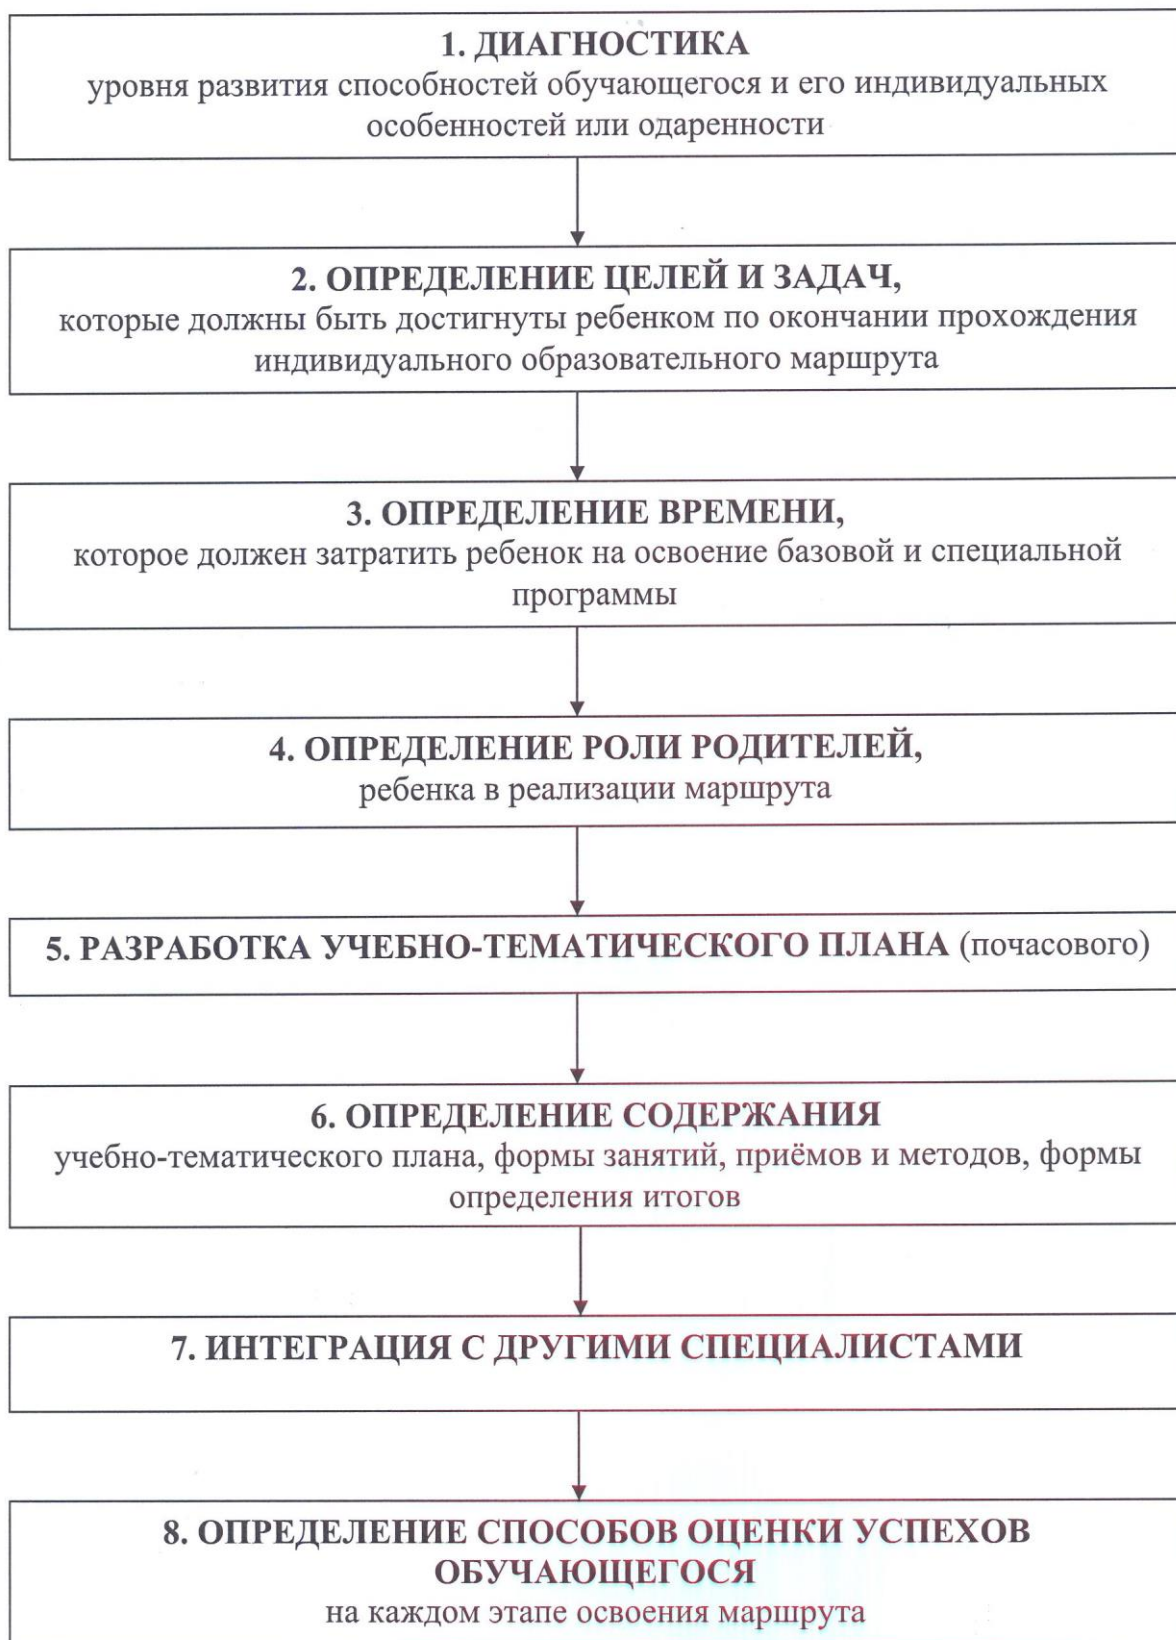 1. ДИАГНОСТИКА
уровня развития способностей обучающегося и его индивидуальных
особенностей или одаренности
2. ОПРЕДЕЛЕНИЕ ЦЕЛЕЙ И ЗАДАЧ,
которые должны быть достигнуты ребенком по окончании прохождения
индивидуального образовательного маршрута
3. ОПРЕДЕЛЕНИЕ ВРЕМЕНИ,
которое должен затратить ребенок на освоение базовой и специальной
программы
4. ОПРЕДЕЛЕНИЕ РОЛИ РОДИТЕЛЕЙ,
ребенка в реализации маршрута
5. РАЗРАБОТКА УЧЕБНО-ТЕМАТИЧЕСКОГО ПЛАНА (почасового)
6. ОПРЕДЕЛЕНИЕ СОДЕРЖАНИЯ
учебно-тематического плана, формы занятий, приёмов и методов, формы
определения итогов
7. ИНТЕГРАЦИЯ С ДРУГИМИ СПЕЦИАЛИСТАМИ
8. ОПРЕДЕЛЕНИЕ СПОСОБОВ ОЦЕНКИ УСПЕХОВ
ОБУЧАЮЩЕГОСЯ
на каждом этапе освоения маршрута